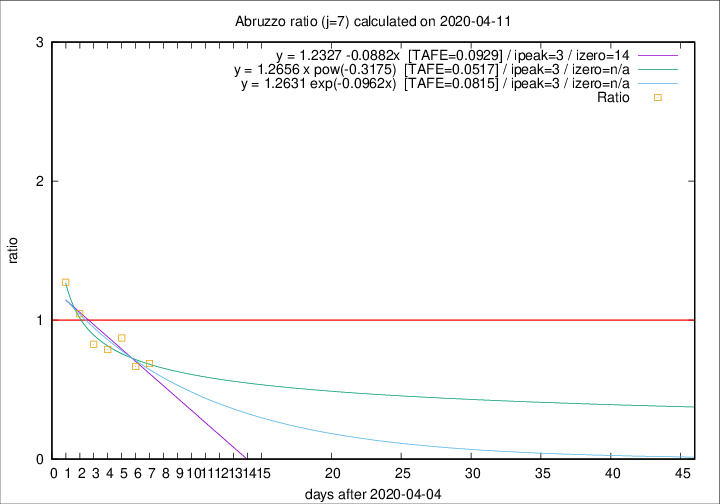 Abruzzo ratio (j=7) calculated on 2020-04-11
y = 1.2327 -0.0882x [TAFE=0.0929] / ipeak=3 / izero=14
y = 1.2656 x pow(-0.3175) [TAFE=0.0517] / ipeak=3 / izero=n/a
y = 1.2631 exp(-0.0962x) [TAFE=0.0815] / ipeak=3 / izero=n/a
Ratio
3
2
1
0
ratio
0 1 2 3 4 5 6 7 8 9 10 11 12 13 14 15 20 25 30 35 40 45
days after 2020-04-04